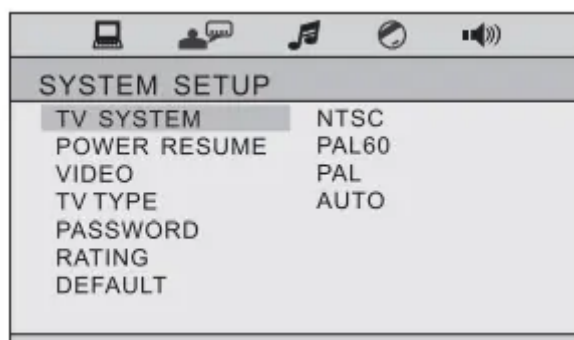 SYSTEM SETUP
TV SYSTEM NTSC
POWER RESUME PAL60
VIDEO PAL
TV TYPE AUTO
PASSWORD
RATING
DEFAULT